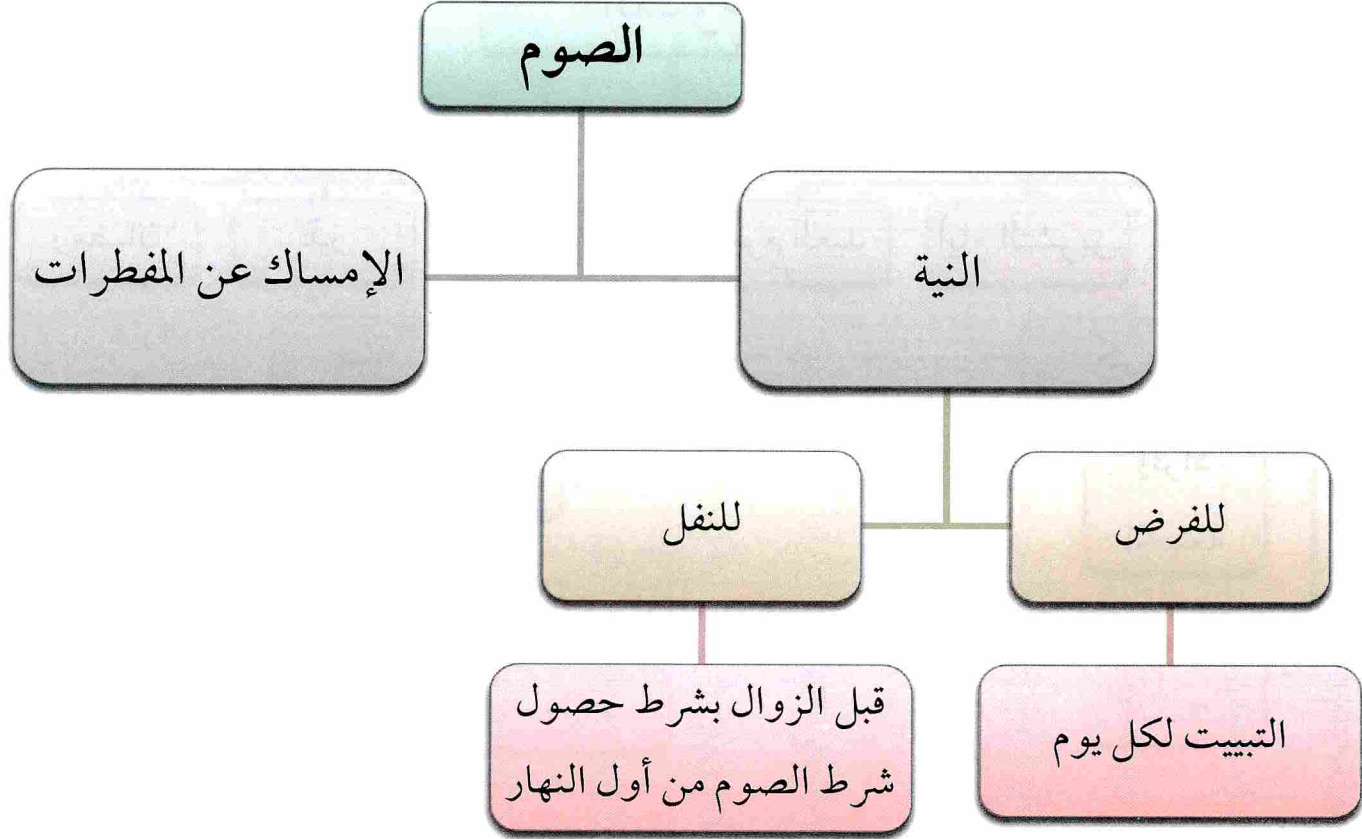 الصوم
النية
الإمساك عن المفطرات
للفرض
للنفل
التبييت لكل يوم
قبل الزوال بشرط حصول
شرط الصوم من أول النهار